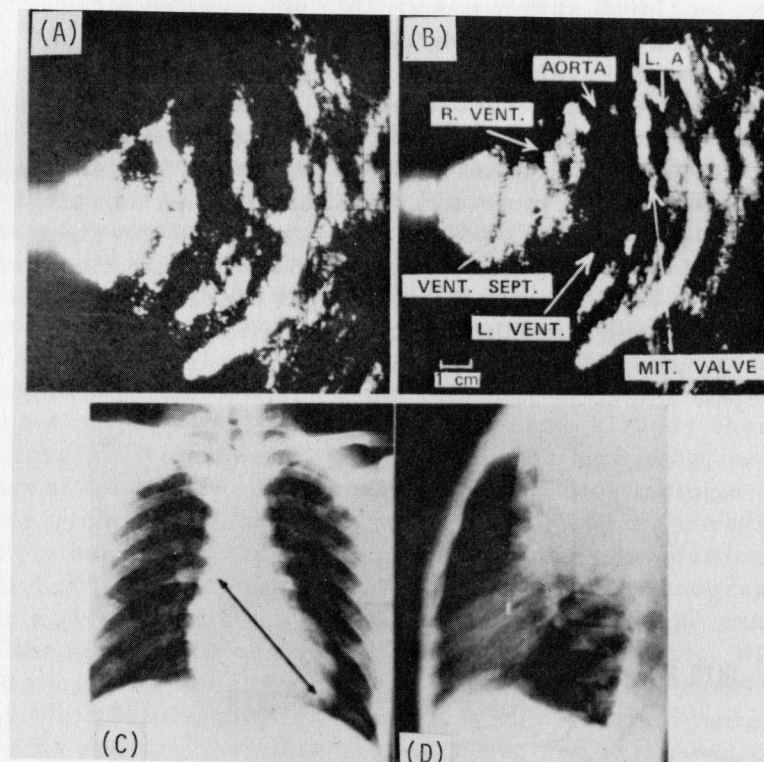 (A)
(B)
AORTA
L. A
R. VENT.
VENT. SEPT.
L. VENT.
1 cm
MIT. VALVE
(C)
(D)